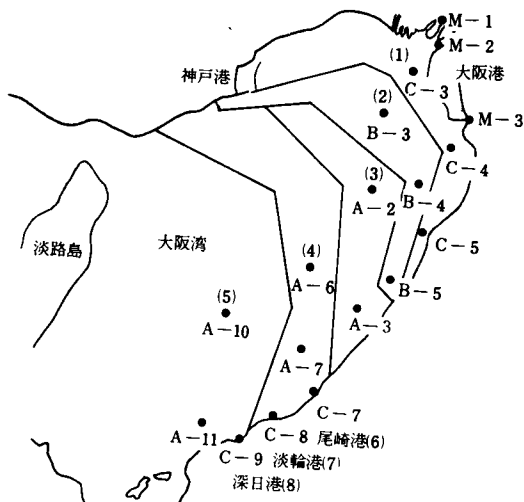 M-1
M-2
(1)
大阪港
神戸港
C-3
(2)
M-3
B-3
C-4
(3)
A-2
B-4
淡路島
大阪湾
C-5
(4)
A-6
B-5
(5)
A-10
A-3
A-7
C-7
A-11
C-8 尾崎港(6)
C-9 淡輪港(7)
深日港(8)